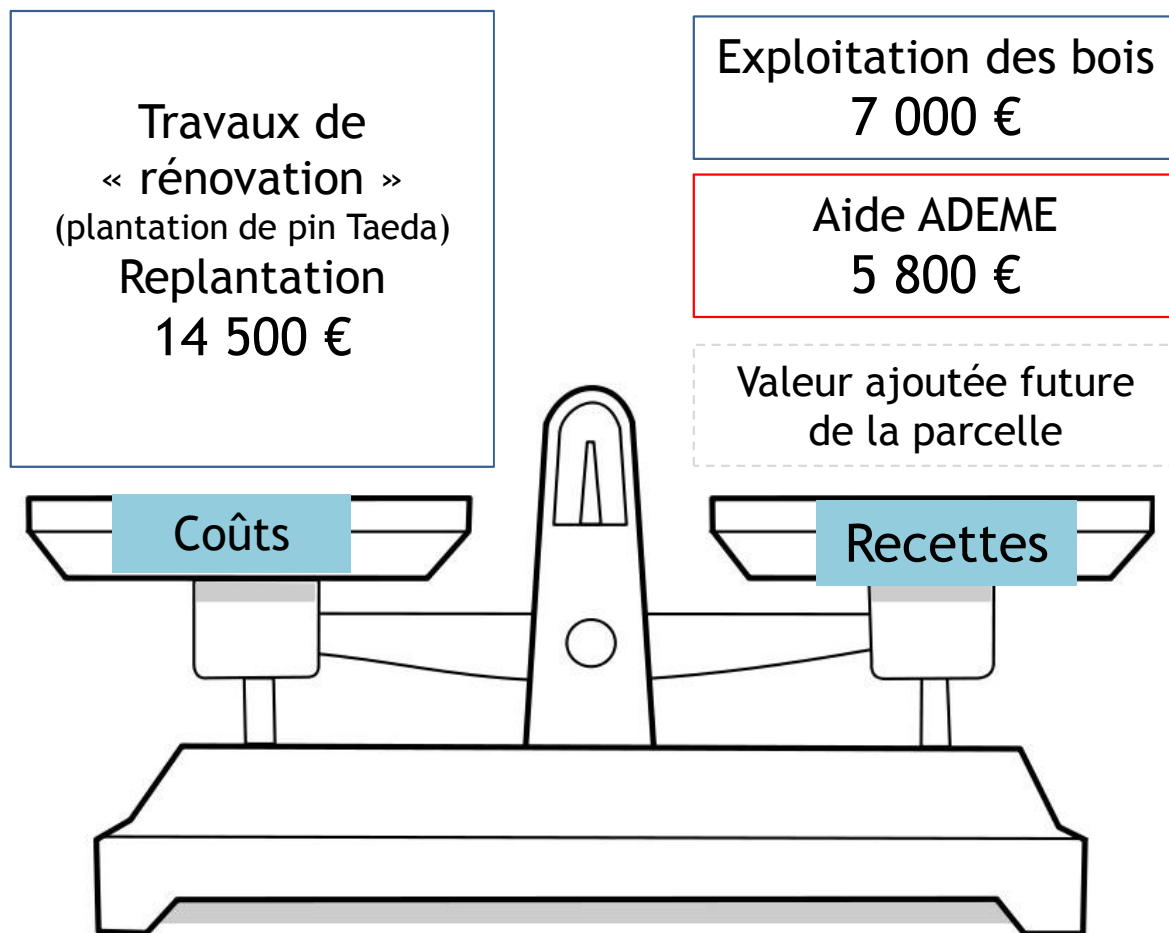 Travaux de
« rénovation »
(plantation de pin Taeda)
Replantation
14 500 €
Exploitation des bois
7 000 €
Aide ADEME
5 800 €
Valeur ajoutée future
de la parcelle
Coûts
Recettes